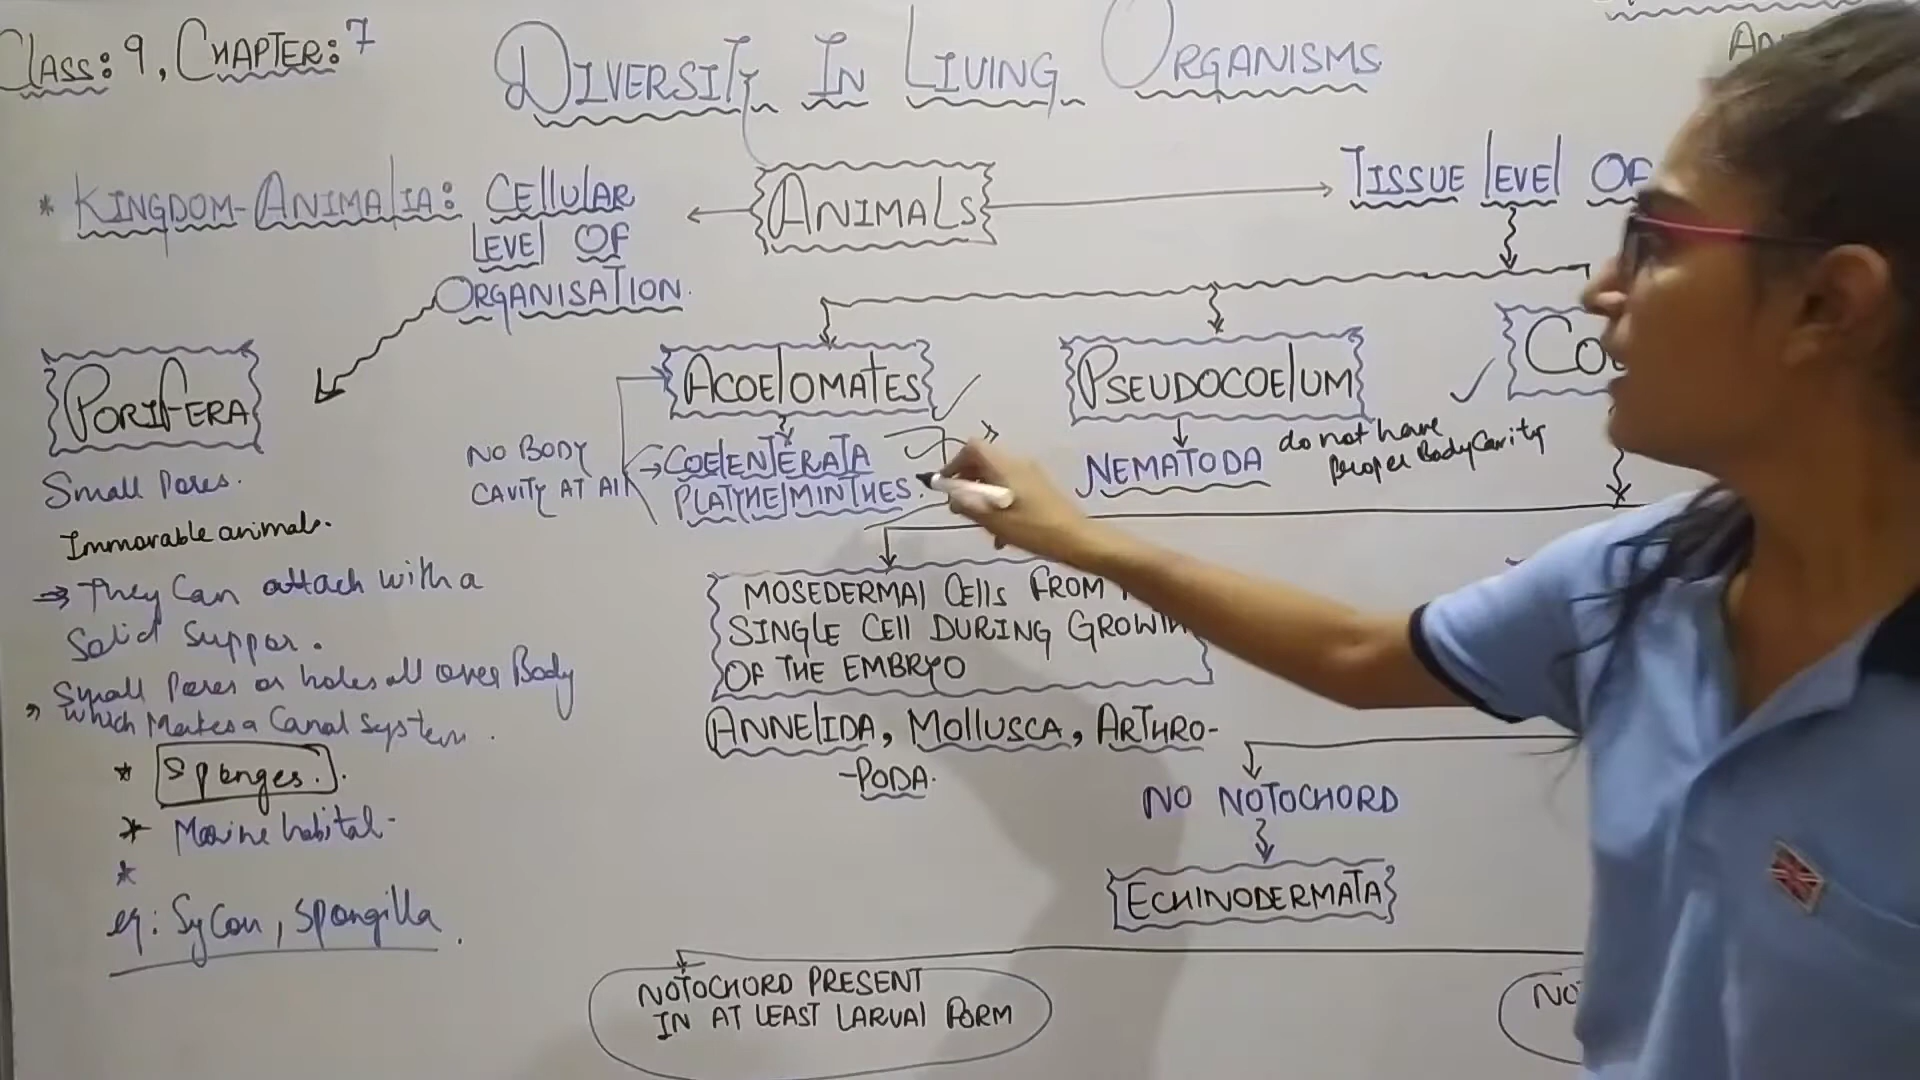 CLASS: 9, CHAPTER: 7
DIVERSITY IN LIVING ORGANISMS
* KINGDOM-ANIMALIA: CELLULAR
LEVEL OF
ORGANISATION.
ANIMALS
TISSUE LEVEL OF
PORIFERA
Small Pores.
Immovable animals.
They Can attach with a
Solid Suppor.
Small Pores or holes all over Body
which Makes a Canal System.
* Sponges.
* Marine habital-
*
eg: Sycon, Spongilla.
ACOELOMATES
NO BODY
CAVITY AT All
COELENTERATA
PLATYHELMINTHES.
PSEUDOCOELUM
NEMATODA
do not have
proper Body Cavity
MOSEDERMAL CELLS FROM
SINGLE CELL DURING GROWTH
OF THE EMBRYO
ANNELIDA, MOLLUSCA, ARTHRO-
-PODA.
NO NOTOCHORD
ECHINODERMATA
NOTOCHORD PRESENT
IN AT LEAST LARVAL FORM